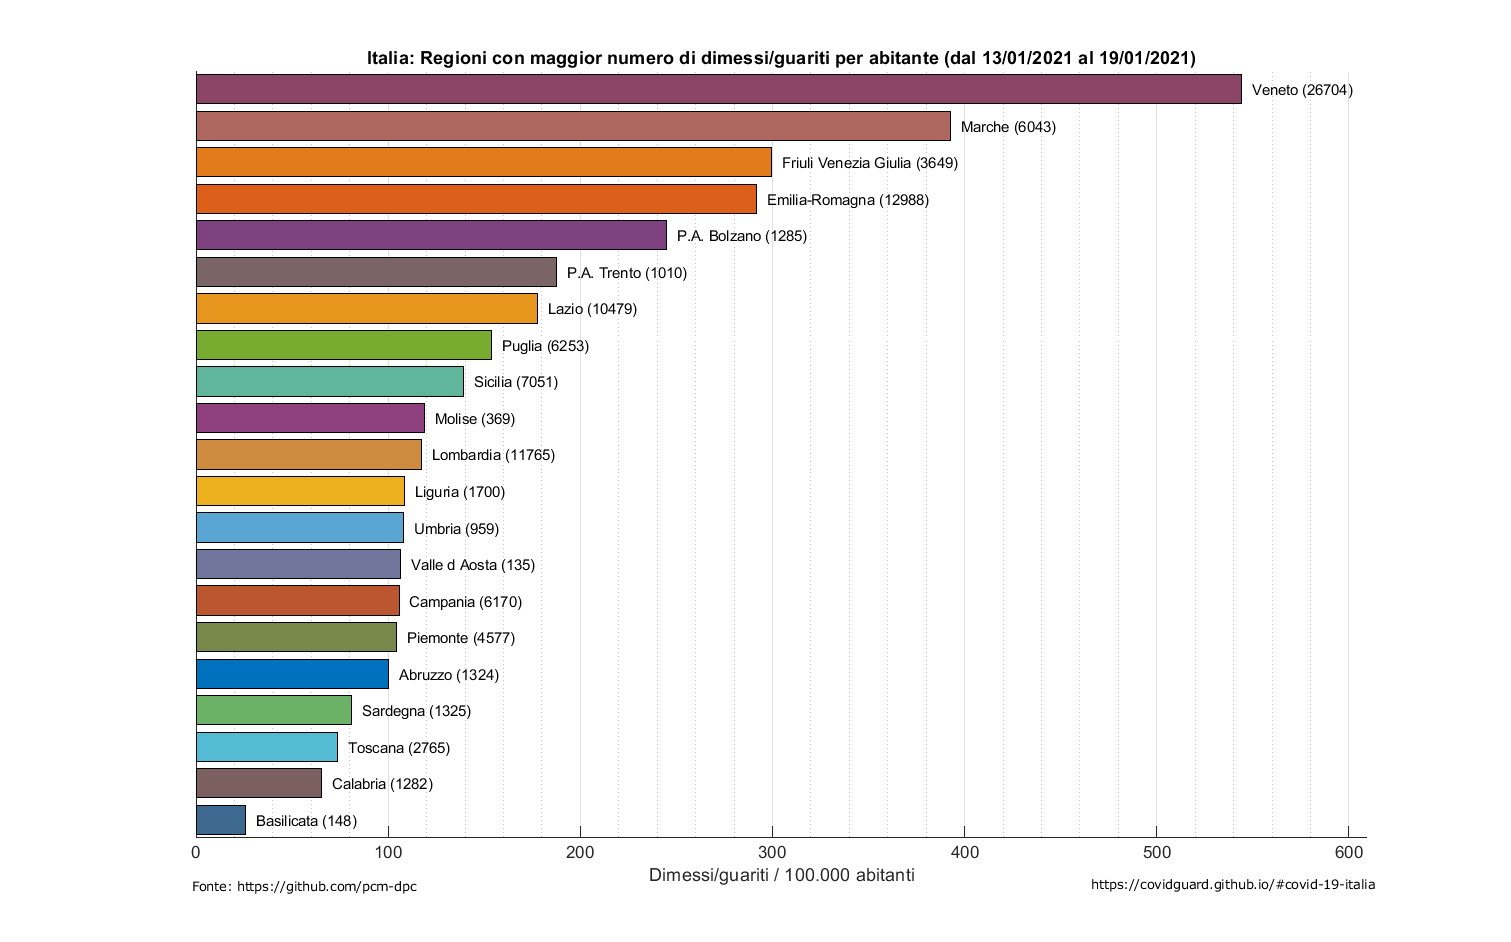 Italia: Regioni con maggior numero di dimessi/guariti per abitante (dal 13/01/2021 al 19/01/2021)
Veneto (26704)
Marche (6043)
Friuli Venezia Giulia (3649)
Emilia-Romagna (12988)
P.A. Bolzano (1285)
P.A. Trento (1010)
Lazio (10479)
Puglia (6253)
Sicilia (7051)
Molise (369)
Lombardia (11765)
Liguria (1700)
Umbria (959)
Valle d Aosta (135)
Campania (6170)
Piemonte (4577)
Abruzzo (1324)
Sardegna (1325)
Toscana (2765)
Calabria (1282)
Basilicata (148)
0 100 200 300 400 500 600
Dimessi/guariti / 100.000 abitanti
Fonte: https://github.com/pcm-dpc
https://covidguard.github.io/#covid-19-italia